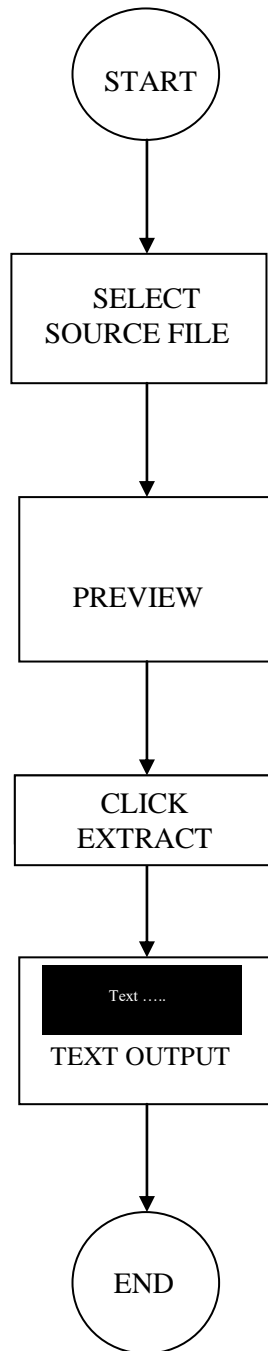 START
SELECT
SOURCE FILE
PREVIEW
CLICK
EXTRACT
Text …..
TEXT OUTPUT
END